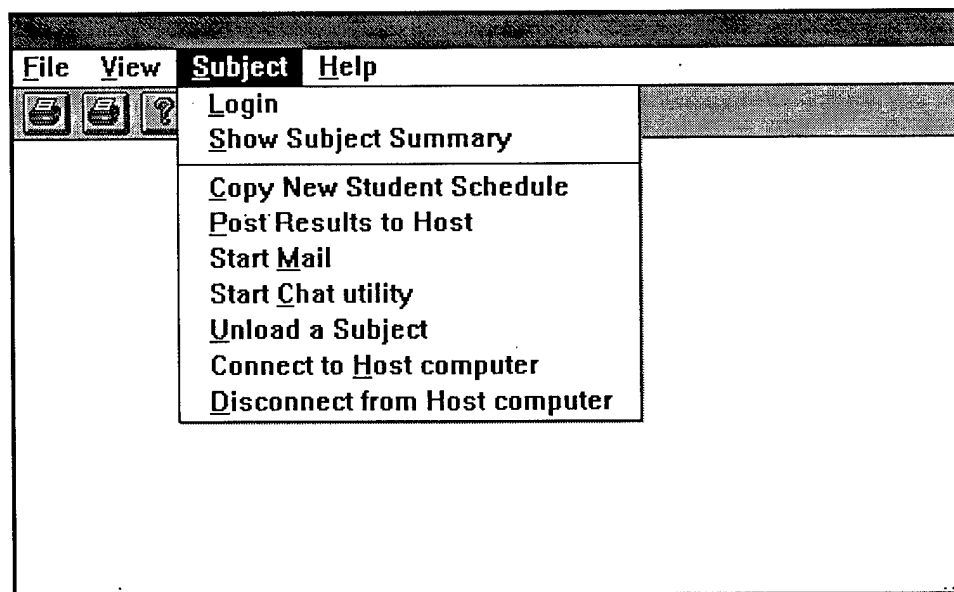 File View Subject Help
?
Login
Show Subject Summary
Copy New Student Schedule
Post Results to Host
Start Mail
Start Chat utility
Unload a Subject
Connect to Host computer
Disconnect from Host computer